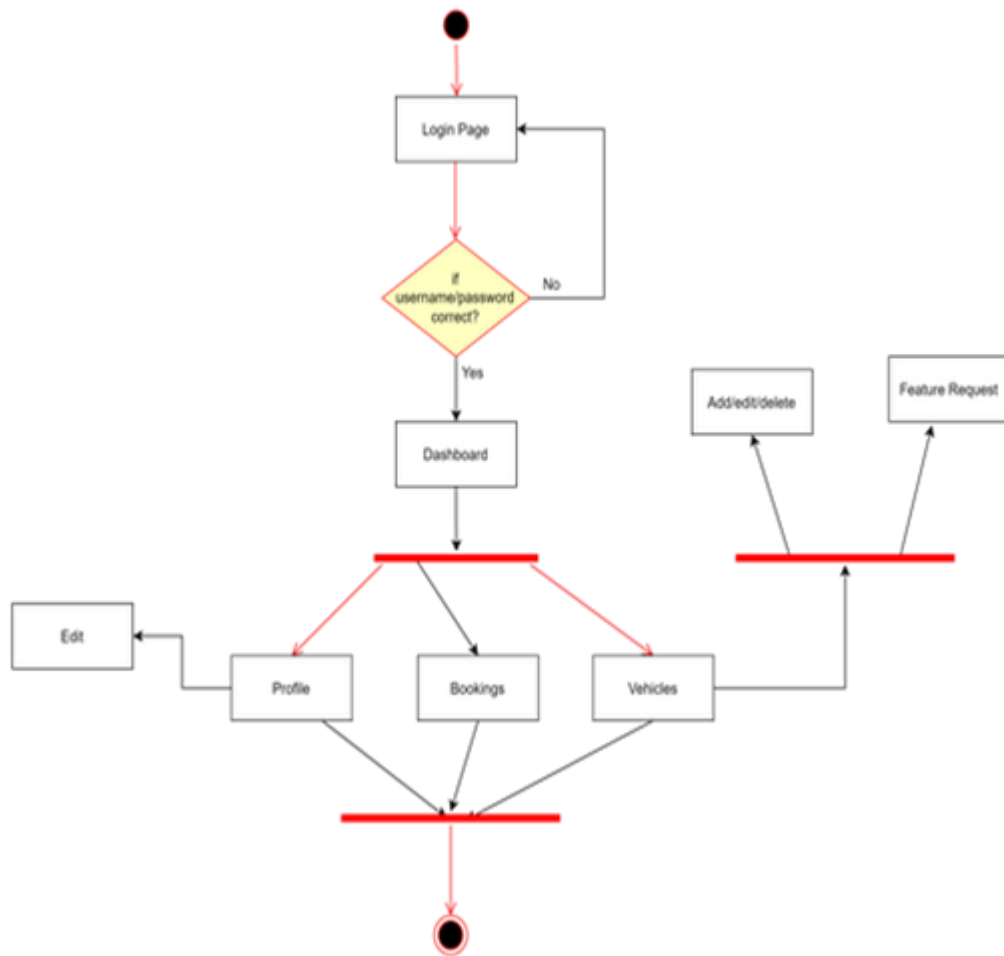 Login Page
if
username/password
correct?
No
Yes
Dashboard
Add/edit/delete
Feature Request
Edit
Profile
Bookings
Vehicles